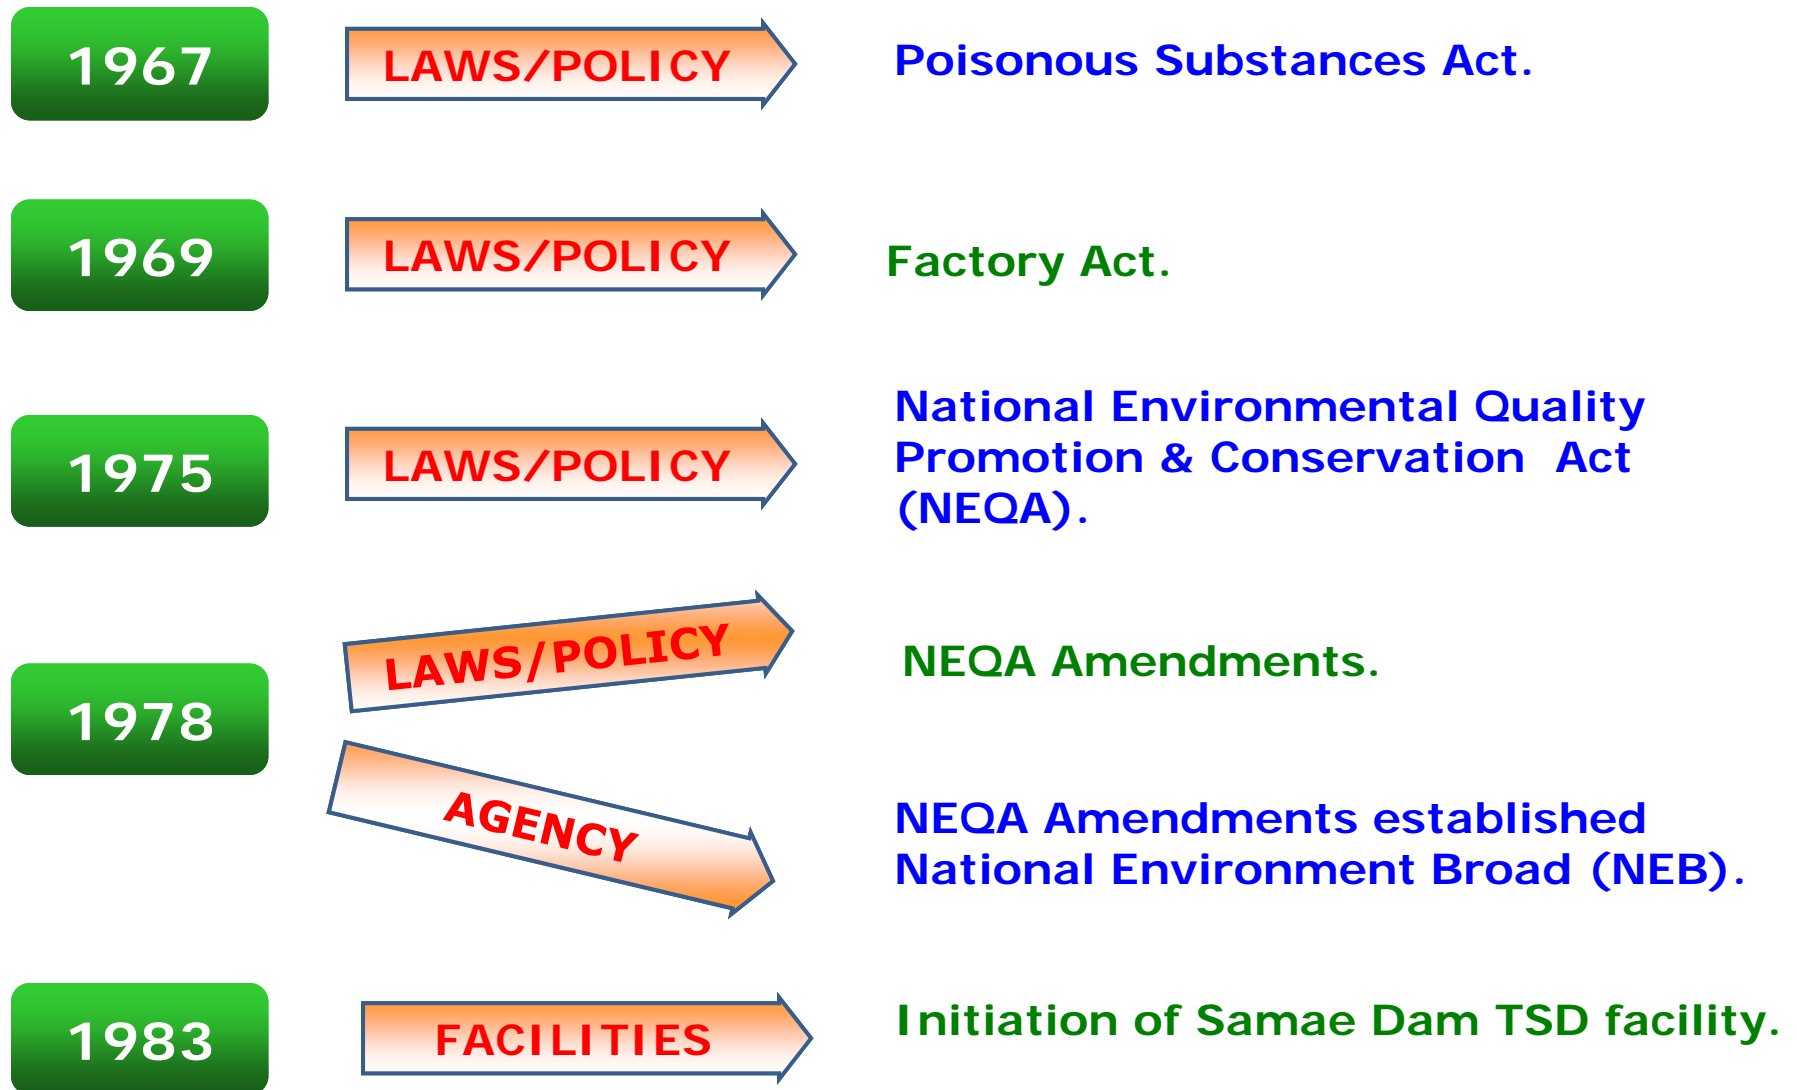 1967
LAWS/POLICY
Poisonous Substances Act.
1969
LAWS/POLICY
Factory Act.
1975
LAWS/POLICY
National Environmental Quality
Promotion & Conservation Act
(NEQA).
1978
LAWS/POLICY
NEQA Amendments.
AGENCY
NEQA Amendments established
National Environment Broad (NEB).
1983
FACILITIES
Initiation of Samae Dam TSD facility.